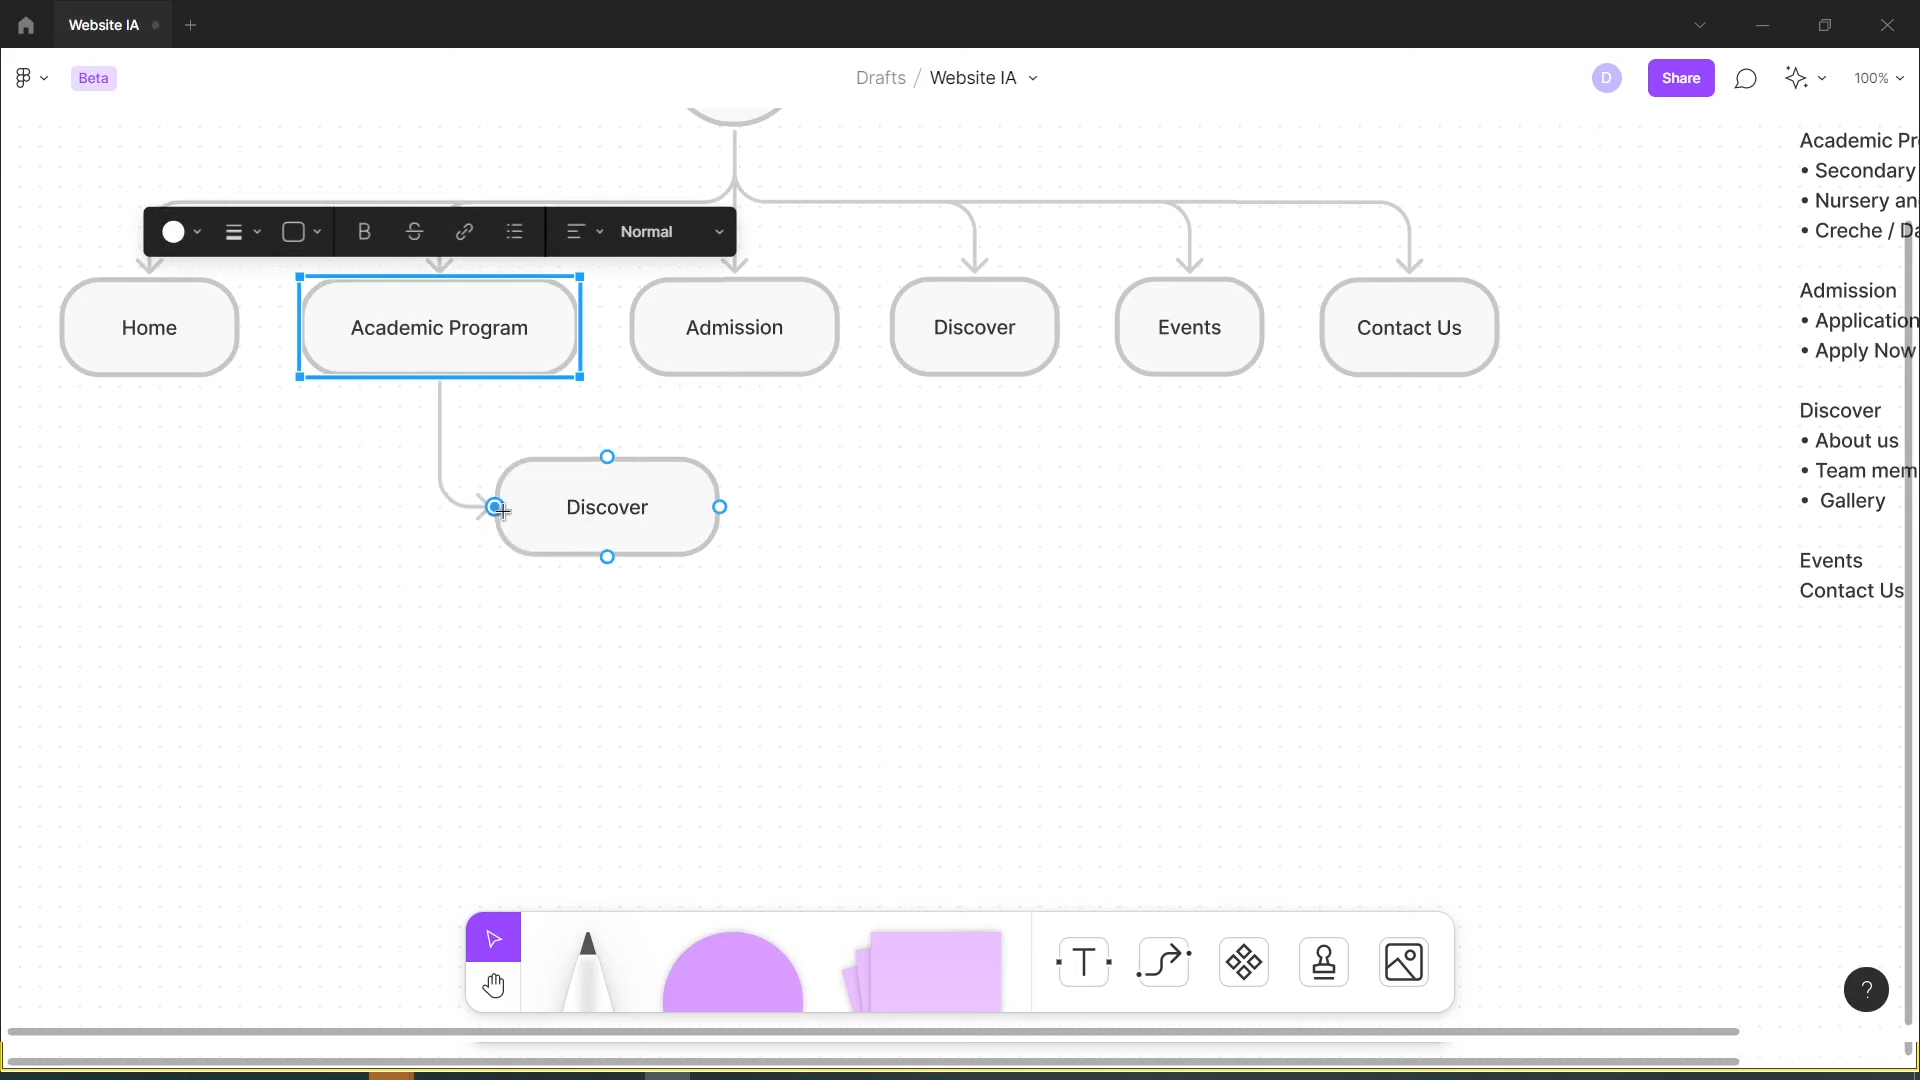 Website IA
Beta
Drafts / Website IA
D
Share
100%
Normal
Home
Academic Program
Admission
Discover
Events
Contact Us
Discover
Academic Pr
• Secondary
• Nursery an
• Creche / Da
Admission
• Application
• Apply Now
Discover
• About us
• Team mem
• Gallery
Events
Contact Us
B
S
T
?